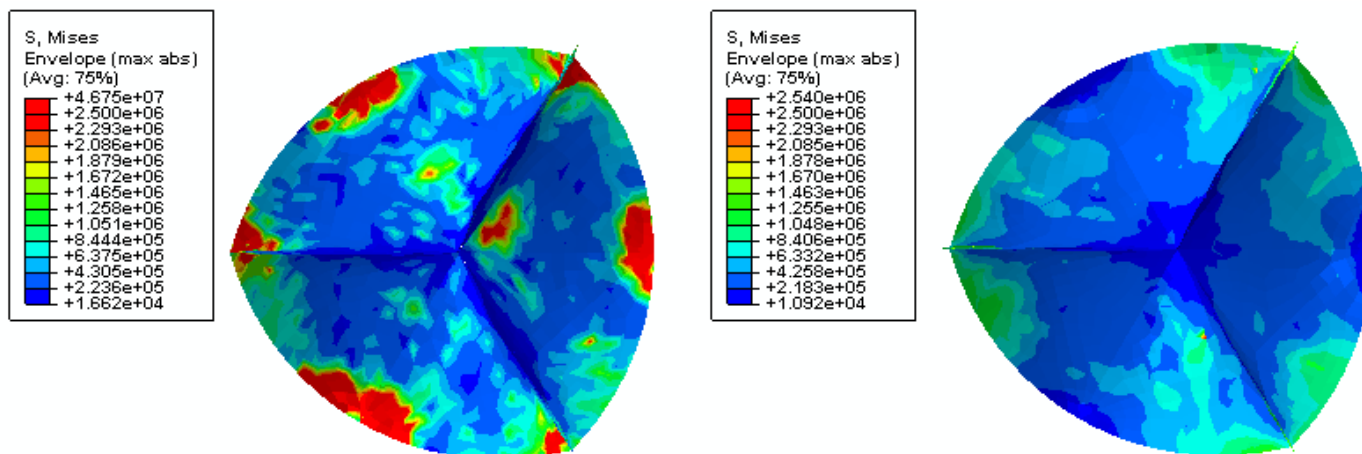 S, Mises
Envelope (max abs)
(Avg: 75%)
+4.675e+07
+2.500e+06
+2.293e+06
+2.086e+06
+1.879e+06
+1.672e+06
+1.465e+06
+1.258e+06
+1.051e+06
+8.444e+05
+6.375e+05
+4.305e+05
+2.236e+05
+1.662e+04
S, Mises
Envelope (max abs)
(Avg: 75%)
+2.540e+06
+2.500e+06
+2.293e+06
+2.085e+06
+1.878e+06
+1.670e+06
+1.463e+06
+1.255e+06
+1.048e+06
+8.406e+05
+6.332e+05
+4.258e+05
+2.183e+05
+1.092e+04